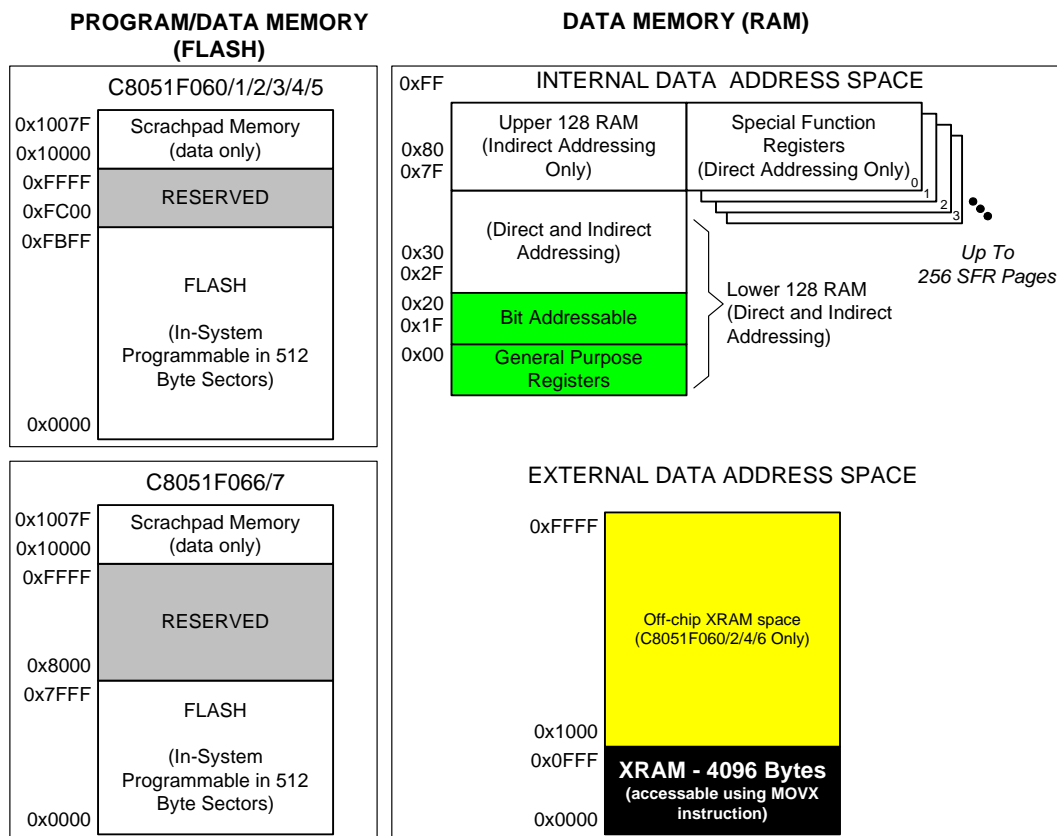 PROGRAM/DATA MEMORY
(FLASH)
C8051F060/1/2/3/4/5
0x1007F
0x10000
Scrachpad Memory
(data only)
0xFFFF
0xFC00
RESERVED
0xFBFF
FLASH
(In-System
Programmable in 512
Byte Sectors)
0x0000
C8051F066/7
0x1007F
0x10000
Scrachpad Memory
(data only)
0xFFFF
RESERVED
0x8000
0x7FFF
FLASH
(In-System
Programmable in 512
Byte Sectors)
0x0000
DATA MEMORY (RAM)
INTERNAL DATA ADDRESS SPACE
0xFF
Upper 128 RAM
(Indirect Addressing
Only)
0x80
0x7F
Special Function
Registers
(Direct Addressing Only)
0
1
2
3
Up To
256 SFR Pages
(Direct and Indirect
Addressing)
0x30
0x2F
Lower 128 RAM
(Direct and Indirect
Addressing)
0x20
0x1F
Bit Addressable
0x00
General Purpose
Registers
EXTERNAL DATA ADDRESS SPACE
0xFFFF
Off-chip XRAM space
(C8051F060/2/4/6 Only)
0x1000
0x0FFF
XRAM - 4096 Bytes
(accessable using MOVX
instruction)
0x0000